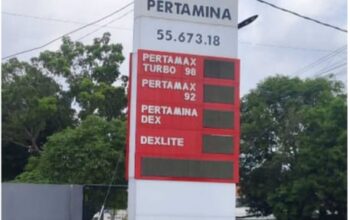 PERTAMINA
55.673.18
PERTAMAX
TURBO 98
PERTAMAX
92
PERTAMINA
DEX
DEXLITE